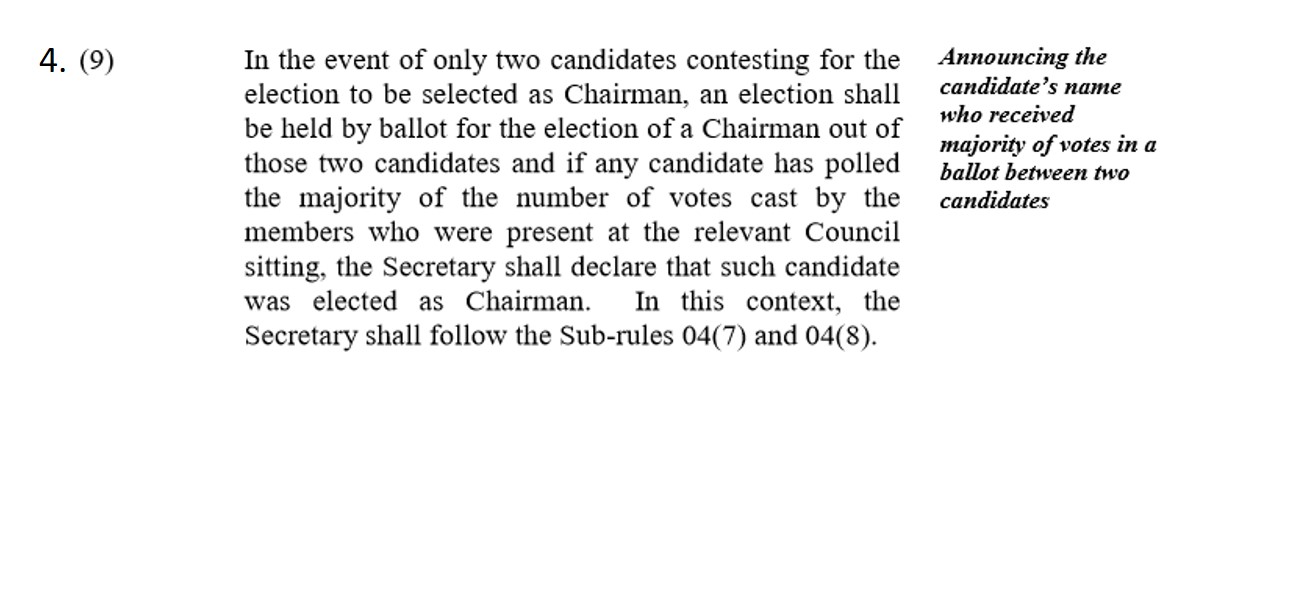 4. (9)
In the event of only two candidates contesting for the
election to be selected as Chairman, an election shall
be held by ballot for the election of a Chairman out of
those two candidates and if any candidate has polled
the majority of the number of votes cast by the
members who were present at the relevant Council
sitting, the Secretary shall declare that such candidate
was elected as Chairman. In this context, the
Secretary shall follow the Sub-rules 04(7) and 04(8).
Announcing the
candidate's name
who received
majority of votes in a
ballot between two
candidates